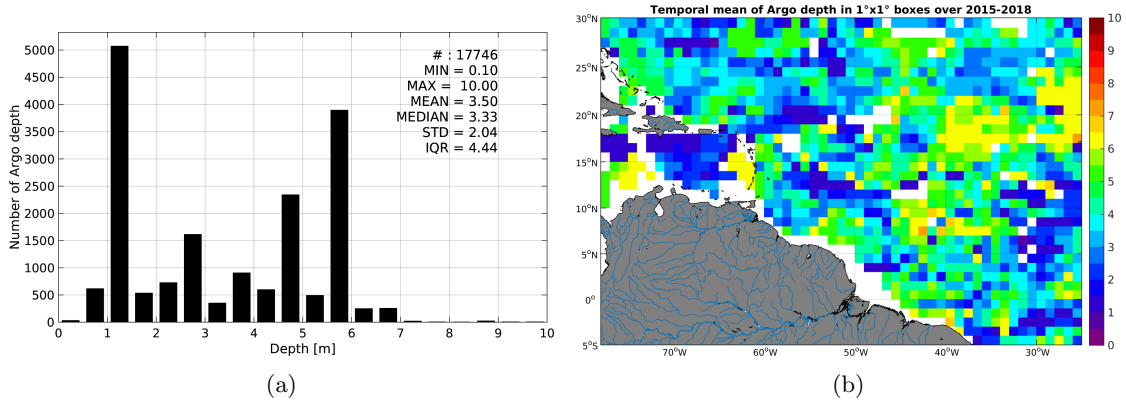 5000
4500
4000
3500
3000
2500
2000
1500
1000
500
0
Number of Argo depth
# : 17746
MIN = 0.10
MAX = 10.00
MEAN = 3.50
MEDIAN = 3.33
STD = 2.04
IQR = 4.44
0 1 2 3 4 5 6 7 8 9 10
Depth [m]
(a)
Temporal mean of Argo depth in 1°x1° boxes over 2015-2018
30°N
25°N
20°N
15°N
10°N
5°N
0°
5°S
70°W 60°W 50°W 40°W 30°W
10
9
8
7
6
5
4
3
2
1
0
(b)